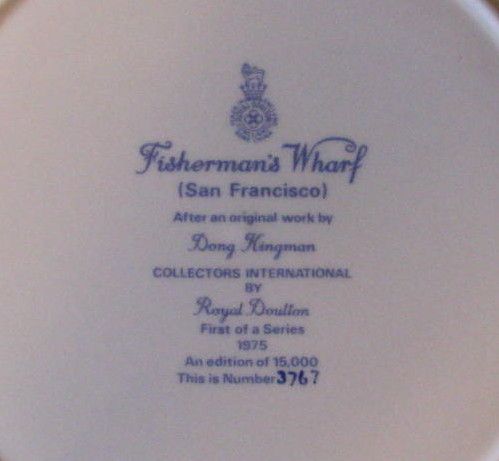 Fisherman's Wharf
(San Francisco)
After an original work by
Dong Kingman
COLLECTORS INTERNATIONAL
BY
Royal Doulton
First of a Series
1975
An edition of 15,000
This is Number 3767